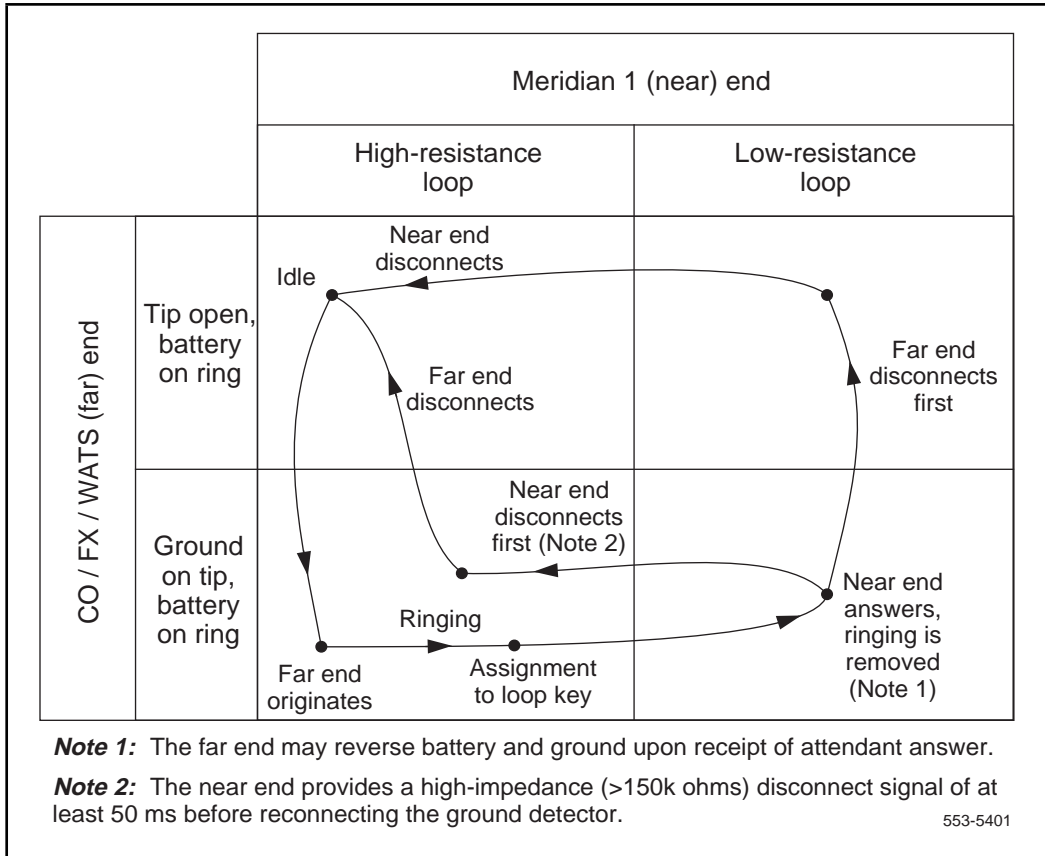 Meridian 1 (near) end
High-resistance
loop
Low-resistance
loop
CO / FX / WATS (far) end
Tip open,
battery
on ring
Idle
Near end
disconnects
Far end
disconnects
Far end
disconnects
first
Ground
on tip,
battery
on ring
Near end
disconnects
first (Note 2)
Ringing
Far end
originates
Assignment
to loop key
Near end
answers,
ringing is
removed
(Note 1)
Note 1: The far end may reverse battery and ground upon receipt of attendant answer.
Note 2: The near end provides a high-impedance (>150k ohms) disconnect signal of at
least 50 ms before reconnecting the ground detector.
553-5401